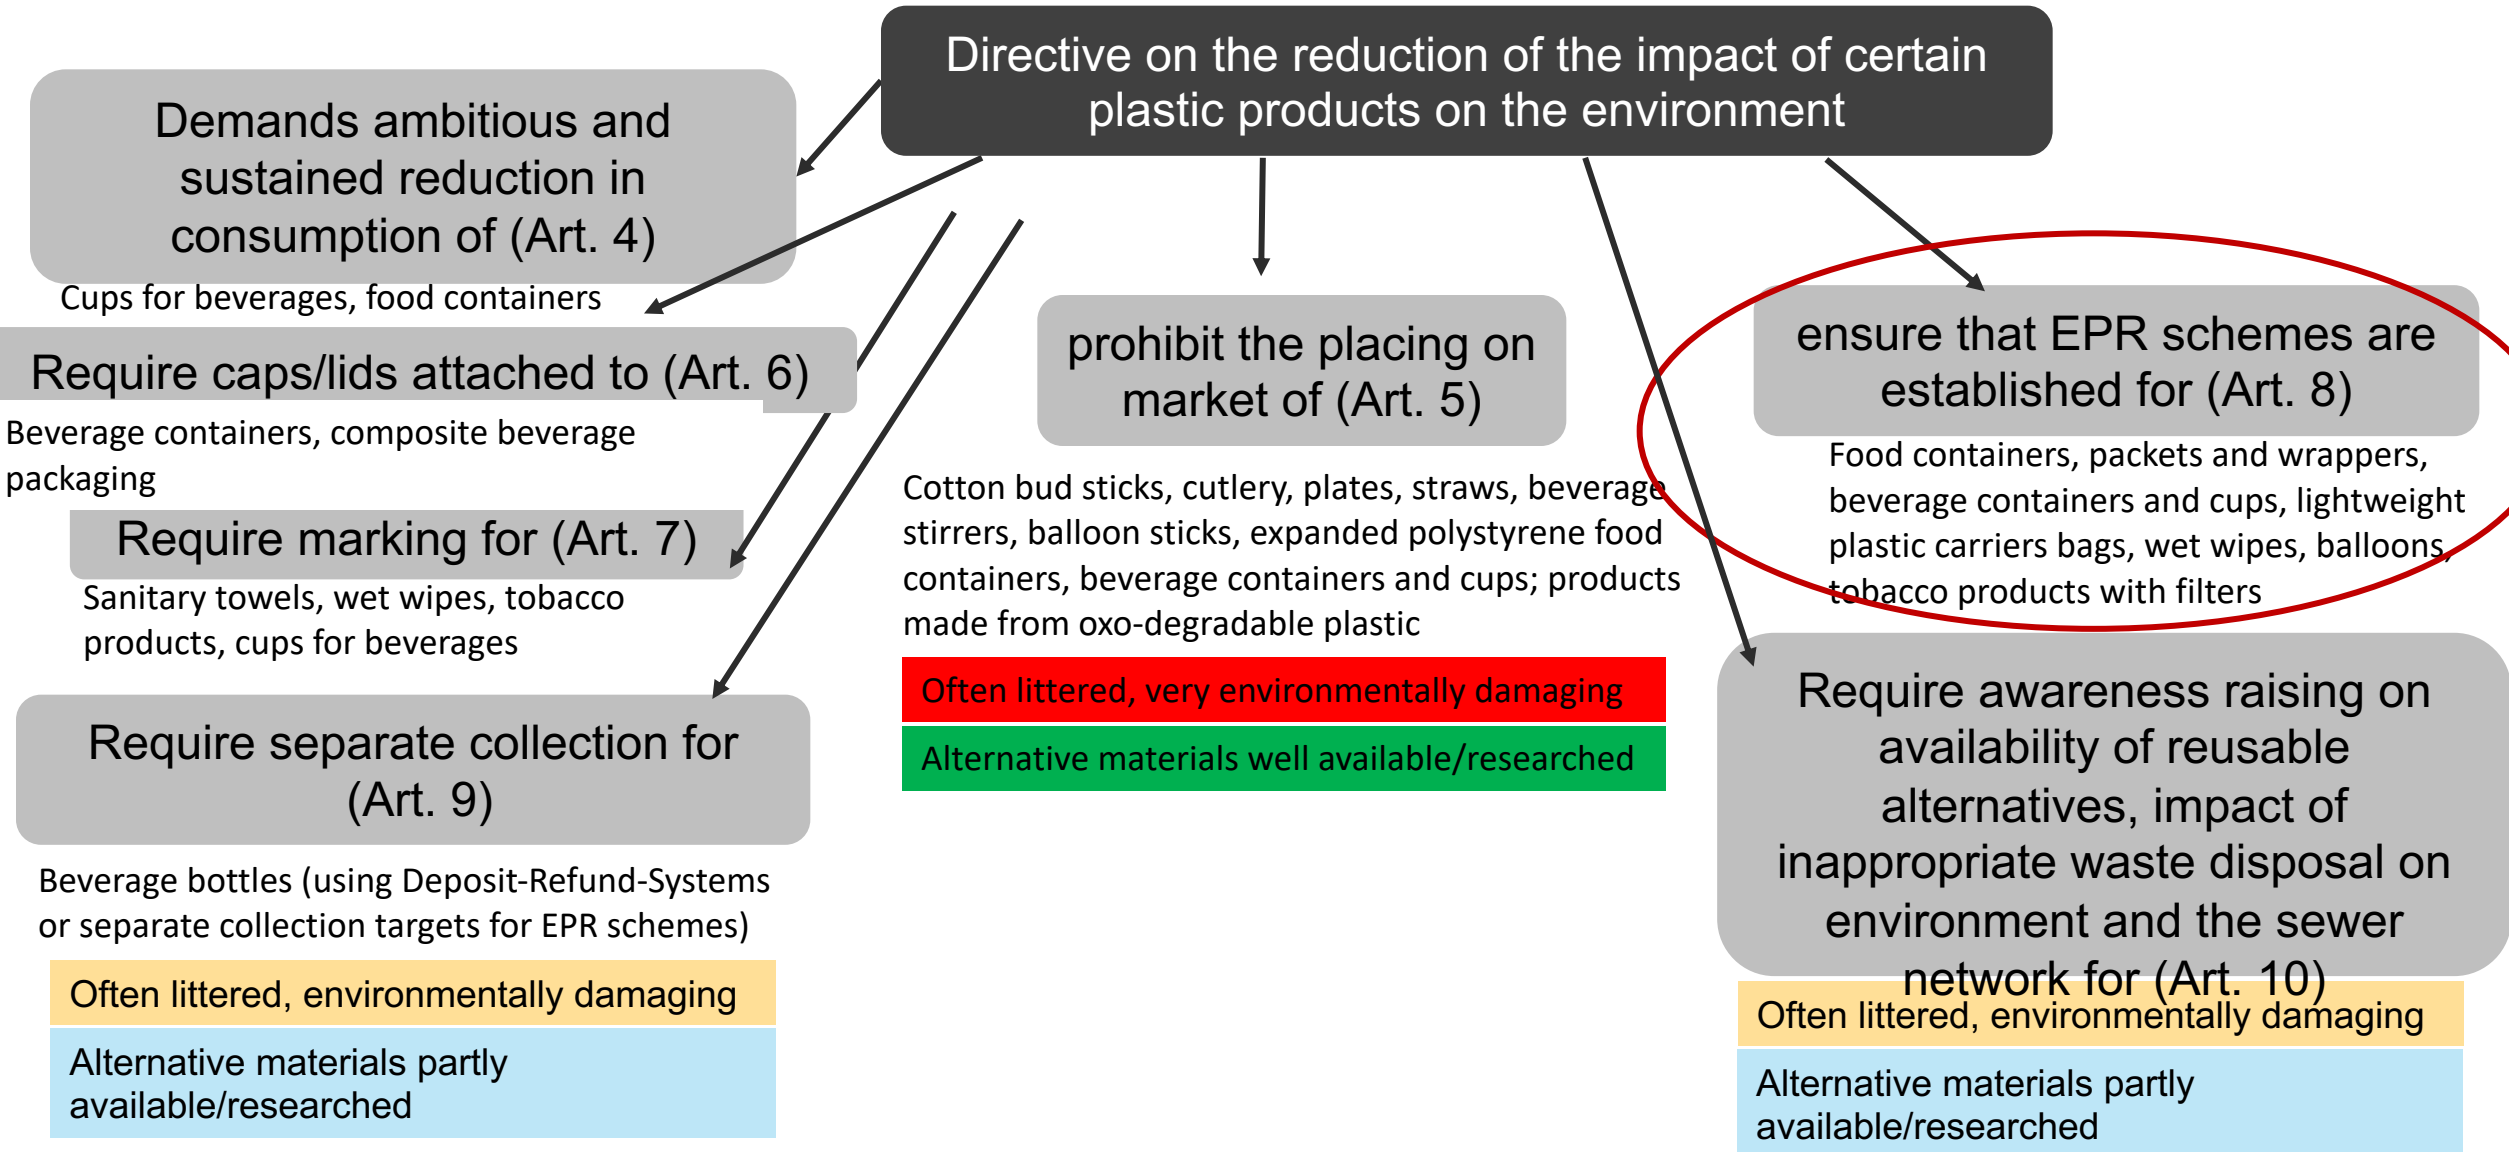 Directive on the reduction of the impact of certain
plastic products on the environment
Demands ambitious and
sustained reduction in
consumption of (Art. 4)
Cups for beverages, food containers
Require caps/lids attached to (Art. 6)
Beverage containers, composite beverage
packaging
Require marking for (Art. 7)
Sanitary towels, wet wipes, tobacco
products, cups for beverages
Require separate collection for
(Art. 9)
Beverage bottles (using Deposit-Refund-Systems
or separate collection targets for EPR schemes)
Often littered, environmentally damaging
Alternative materials partly
available/researched
prohibit the placing on
market of (Art. 5)
Cotton bud sticks, cutlery, plates, straws, beverage
stirrers, balloon sticks, expanded polystyrene food
containers, beverage containers and cups; products
made from oxo-degradable plastic
Often littered, very environmentally damaging
Alternative materials well available/researched
ensure that EPR schemes are
established for (Art. 8)
Food containers, packets and wrappers,
beverage containers and cups, lightweight
plastic carriers bags, wet wipes, balloons,
tobacco products with filters
Require awareness raising on
availability of reusable
alternatives, impact of
inappropriate waste disposal on
environment and the sewer
network for (Art. 10)
Often littered, environmentally damaging
Alternative materials partly
available/researched